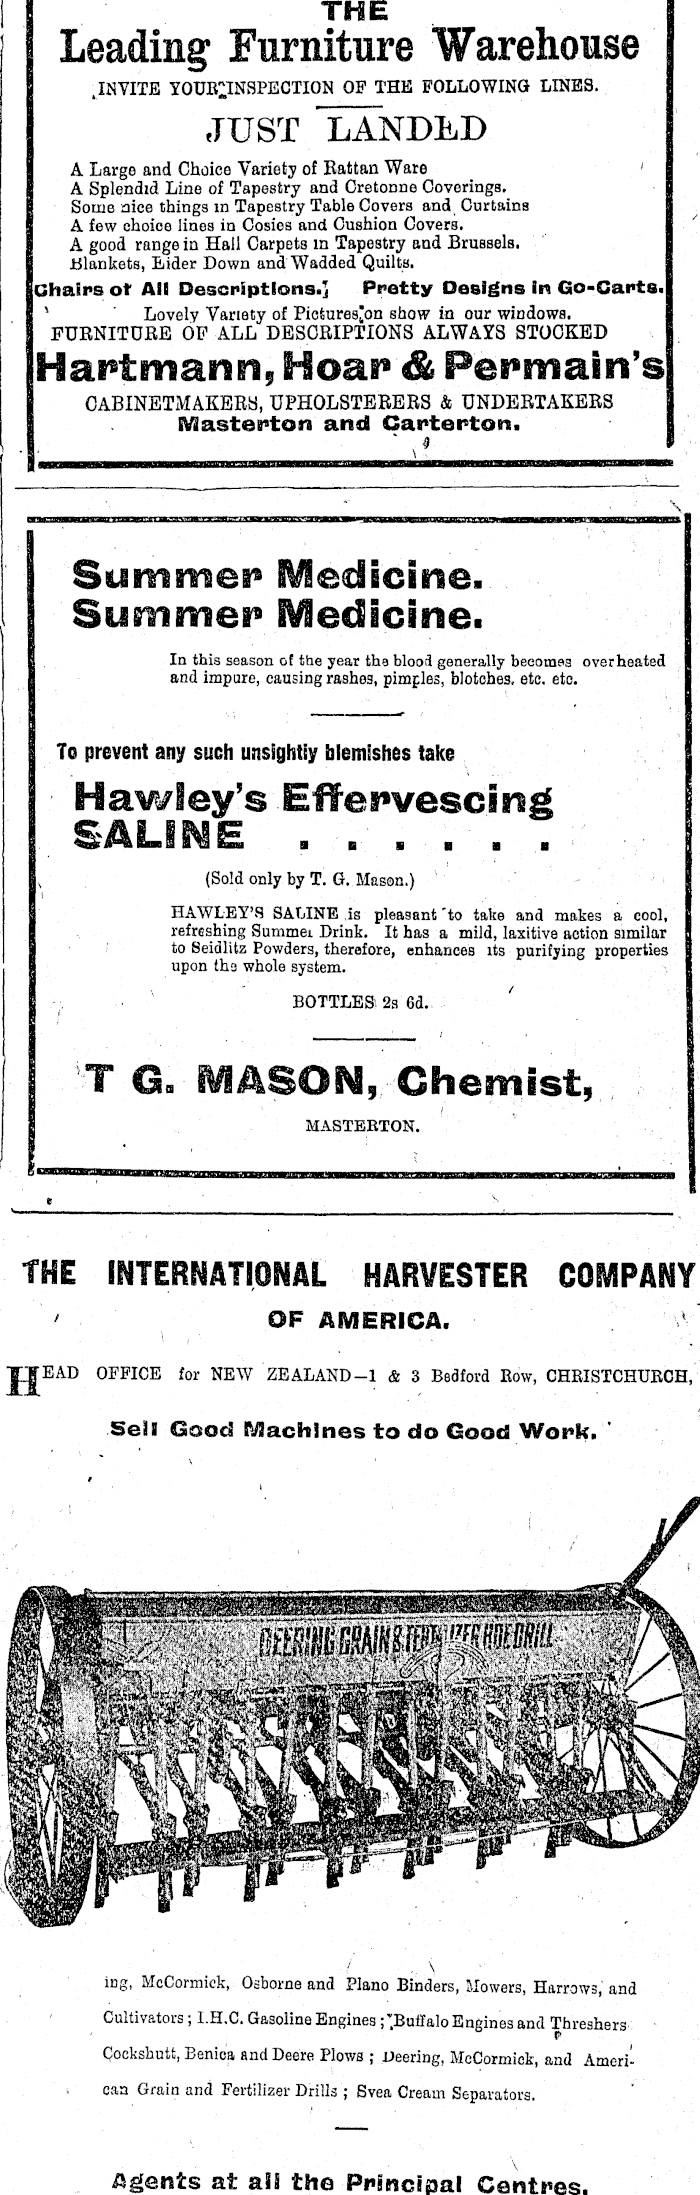 THE
Leading Furniture Warehouse
INVITE YOUR INSPECTION OF THE FOLLOWING LINES.
JUST LANDED
A Large and Choice Variety of Rattan Ware
A Splendid Line of Tapestry and Cretonne Coverings.
Some nice things in Tapestry Table Covers and Curtains
A few choice lines in Cosies and Cushion Covers.
A good range in Hall Carpets in Tapestry and Brussels.
Blankets, Eider Down and Wadded Quilts.
Chairs of All Descriptions.] Pretty Designs in Go-Carts.
Lovely Variety of Pictures on show in our windows.
FURNITURE OF ALL DESCRIPTIONS ALWAYS STOCKED
Hartmann, Hoar & Permain's
CABINETMAKERS, UPHOLSTERERS & UNDERTAKERS
Masterton and Carterton.
Summer Medicine.
Summer Medicine.
In this season of the year the blood generally becomes overheated
and impure, causing rashes, pimples, blotches, etc. etc.
To prevent any such unsightly blemishes take
Hawley's Effervescing
SALINE . . . . . .
(Sold only by T. G. Mason.)
HAWLEY'S SALINE is pleasant to take and makes a cool,
refreshing Summer Drink. It has a mild, laxitive action similar
to Seidlitz Powders, therefore, enhances its purifying properties
upon the whole system.
BOTTLES 2s 6d.
T G. MASON, Chemist,
MASTERTON.
THE INTERNATIONAL HARVESTER COMPANY
OF AMERICA.
HEAD OFFICE for NEW ZEALAND—1 & 3 Bedford Row, CHRISTCHURCH,
Sell Good Machines to do Good Work.
DEERING GRAIN & FERTILIZER HOE DRILL
ing, McCormick, Osborne and Plano Binders, Mowers, Harrows, and
Cultivators; I.H.C. Gasoline Engines; Buffalo Engines and Threshers
Cockshutt, Benica and Deere Plows; Deering, McCormick, and Ameri-
can Grain and Fertilizer Drills; Svea Cream Separators.
Agents at all the Principal Centres.